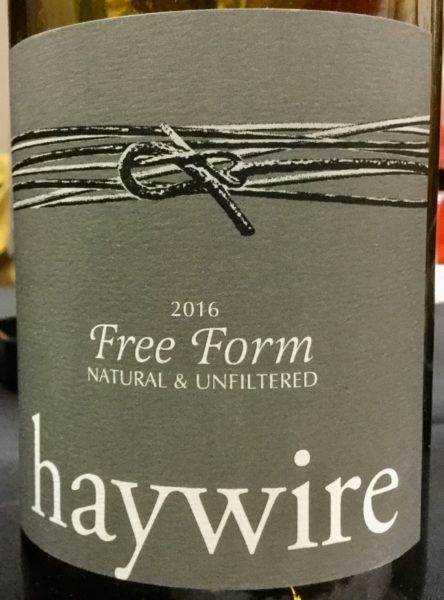 2016
Free Form
NATURAL & UNFILTERED
haywire